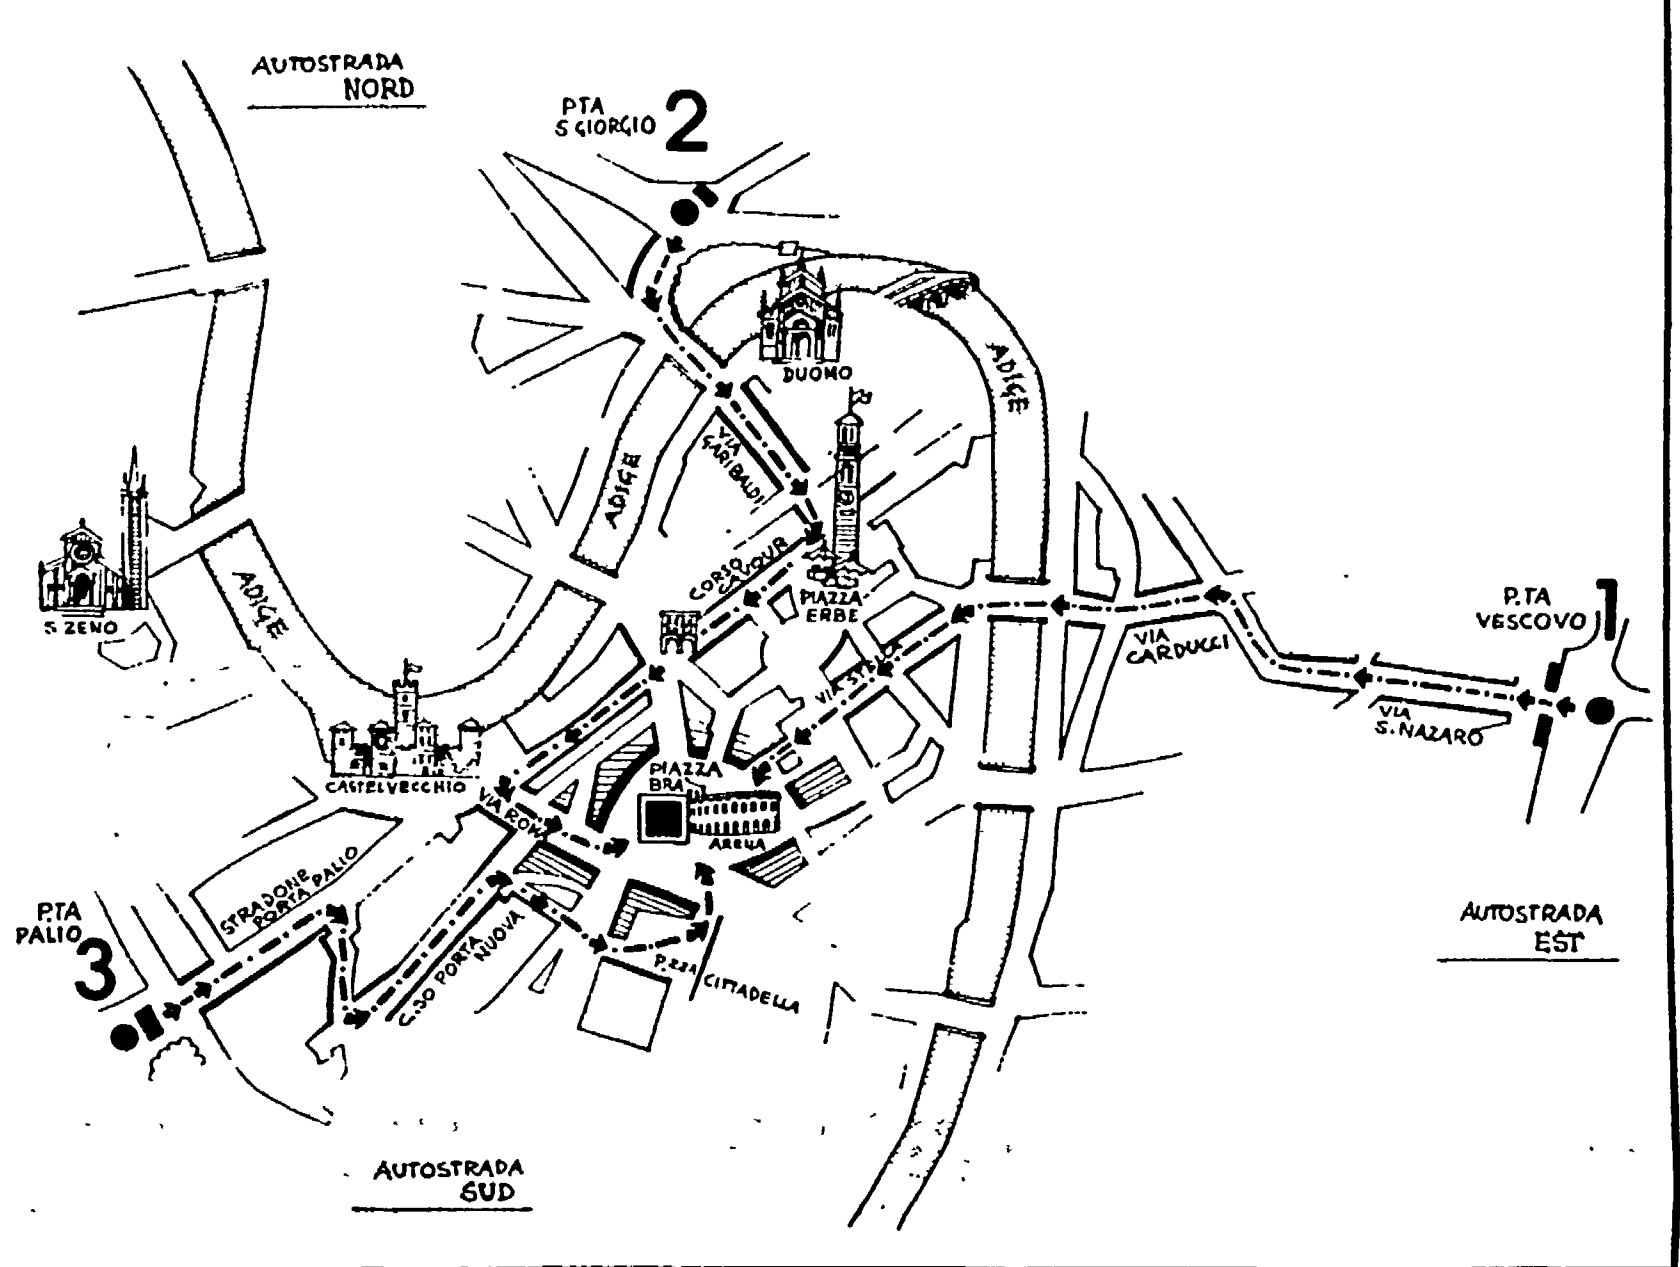 AUTOSTRADA
NORD
PTA
S GIORGIO
2
DUOMO
ADIGE
VIA
GARIBALDI
ADIGE
CORSO
CAVOUR
PIAZZA
ERBE
S. ZENO
ADIGE
P.TA
VESCOVO
1
VIA
CARDUCCI
VIA STELLA
VIA
S. NAZARO
CASTELVECCHIO
VIA ROMA
PIAZZA
BRA
ARENA
STRADONE
PORTA PALIO
P.TA
PALIO
3
C.SO PORTA
NUOVA
P.ZZA
CITTADELLA
AUTOSTRADA
EST
AUTOSTRADA
SUD